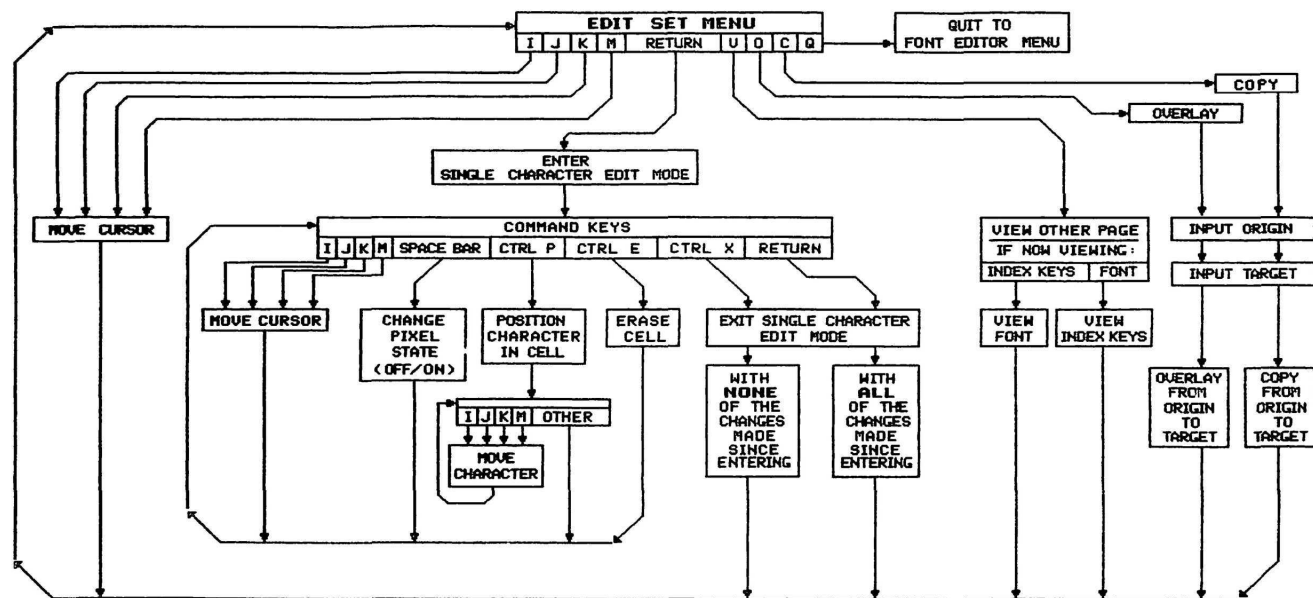 EDIT SET MENU
I J K M RETURN V O C Q
QUIT TO
FONT EDITOR MENU
COPY
OVERLAY
ENTER
SINGLE CHARACTER EDIT MODE
MOVE CURSOR
COMMAND KEYS
I J K M SPACE BAR CTRL P CTRL E CTRL X RETURN
VIEW OTHER PAGE
IF NOW VIEWING:
INDEX KEYS FONT
INPUT ORIGIN
INPUT TARGET
MOVE CURSOR
CHANGE
PIXEL
STATE
(OFF/ON)
POSITION
CHARACTER
IN CELL
ERASE
CELL
EXIT SINGLE CHARACTER
EDIT MODE
VIEW
FONT
VIEW
INDEX KEYS
WITH
NONE
OF THE
CHANGES
MADE
SINCE
ENTERING
WITH
ALL
OF THE
CHANGES
MADE
SINCE
ENTERING
OVERLAY
FROM
ORIGIN
TO
TARGET
COPY
FROM
ORIGIN
TO
TARGET
I J K M OTHER
MOVE
CHARACTER